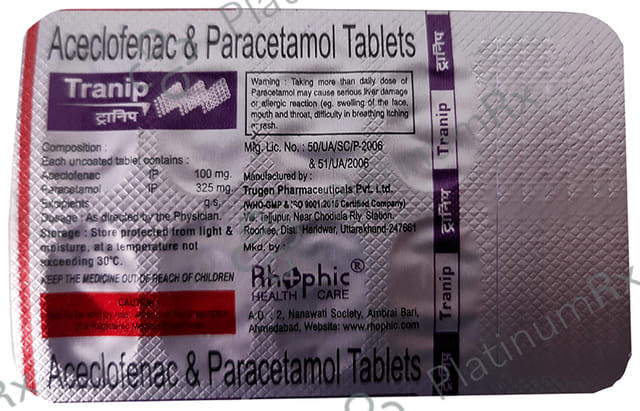 Aceclofenac & Paracetamol Tablets
Tranip
ट्रानिप
Warning : Taking more than daily dose of
Paracetamol may cause serious liver damage
or allergic reaction (eg. swelling of the face,
mouth and throat, difficulty in breathing itching
or rash.
Composition :
Each uncoated tablet contains :
Aceclofenac IP 100 mg.
Paracetamol IP 325 mg.
Excipients q.s.
Dosage : As directed by the Physician.
Storage : Store protected from light &
moisture, at a temperature not
exceeding 30°C.
KEEP THE MEDICINE OUT OF REACH OF CHILDREN
CAUTION
Mfg. Lic. No. : 50/UA/SC/P-2006
& 51/UA/2006
Manufactured by :
Trugen Pharmaceuticals Pvt. Ltd.
(WHO-GMP & ISO 9001:2015 Certified Company)
Vill. Tejjupur, Near Chodiala Rly. Station,
Roorkee, Dist. Haridwar, Uttarakhand-247661
Mkd. by :
Rhophic®
HEALTH CARE
A.D. : 2, Nanawati Society, Ambrai Bari,
Ahmedabad, Website: www.rhophic.com
Aceclofenac & Paracetamol Tablets
ट्रानिप
Tranip
ट्रानिप
Tranip
ट्रानिप
PlatinumRx